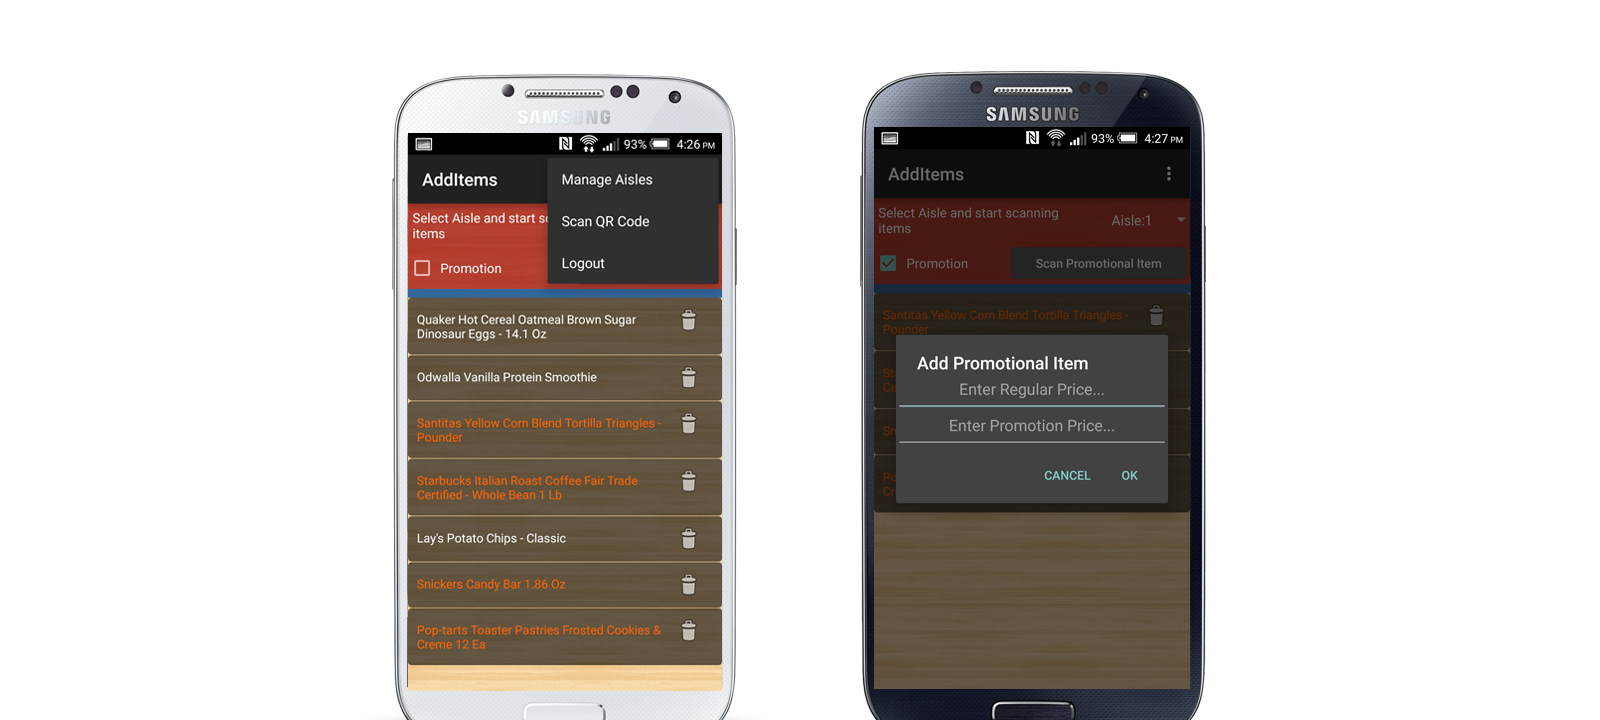 SAMSUNG
93% 4:26 PM
AddItems
Manage Aisles
Scan QR Code
Logout
Select Aisle and start sc
items
Promotion
Quaker Hot Cereal Oatmeal Brown Sugar
Dinosaur Eggs - 14.1 Oz
Odwalla Vanilla Protein Smoothie
Santitas Yellow Corn Blend Tortilla Triangles -
Pounder
Starbucks Italian Roast Coffee Fair Trade
Certified - Whole Bean 1 Lb
Lay's Potato Chips - Classic
Snickers Candy Bar 1.86 Oz
Pop-tarts Toaster Pastries Frosted Cookies &
Creme 12 Ea
SAMSUNG
93% 4:27 PM
AddItems
Select Aisle and start scanning
items
Aisle:1
Promotion
Scan Promotional Item
Santitas Yellow Corn Blend Tortilla Triangles -
Pounder
Add Promotional Item
Enter Regular Price...
Enter Promotion Price...
CANCEL
OK